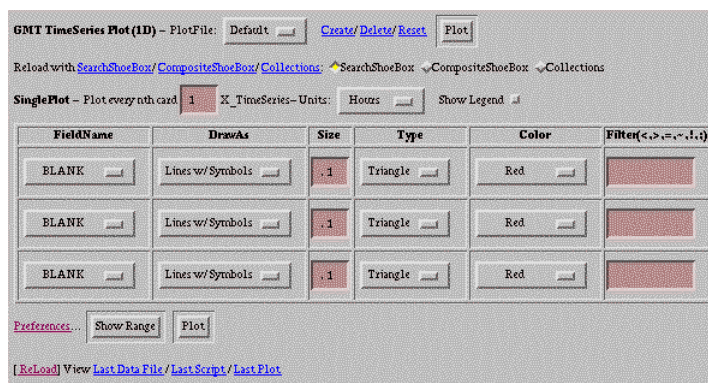 GMT TimeSeries Plot (1D) – PlotFile: Default Create/Delete/Reset Plot
Reload with SearchShoeBox/CompositeShoeBox/Collections: SearchShoeBox CompositeShoeBox Collections
SinglePlot – Plot every nth card 1 X_TimeSeries–Units: Hours Show Legend
FieldName DrawAs Size Type Color Filter(<,>,=,~,!,:)
BLANK Lines w/ Symbols .1 Triangle Red
BLANK Lines w/ Symbols .1 Triangle Red
BLANK Lines w/ Symbols .1 Triangle Red
Preferences... Show Range Plot
[ ReLoad] View Last Data File / Last Script / Last Plot